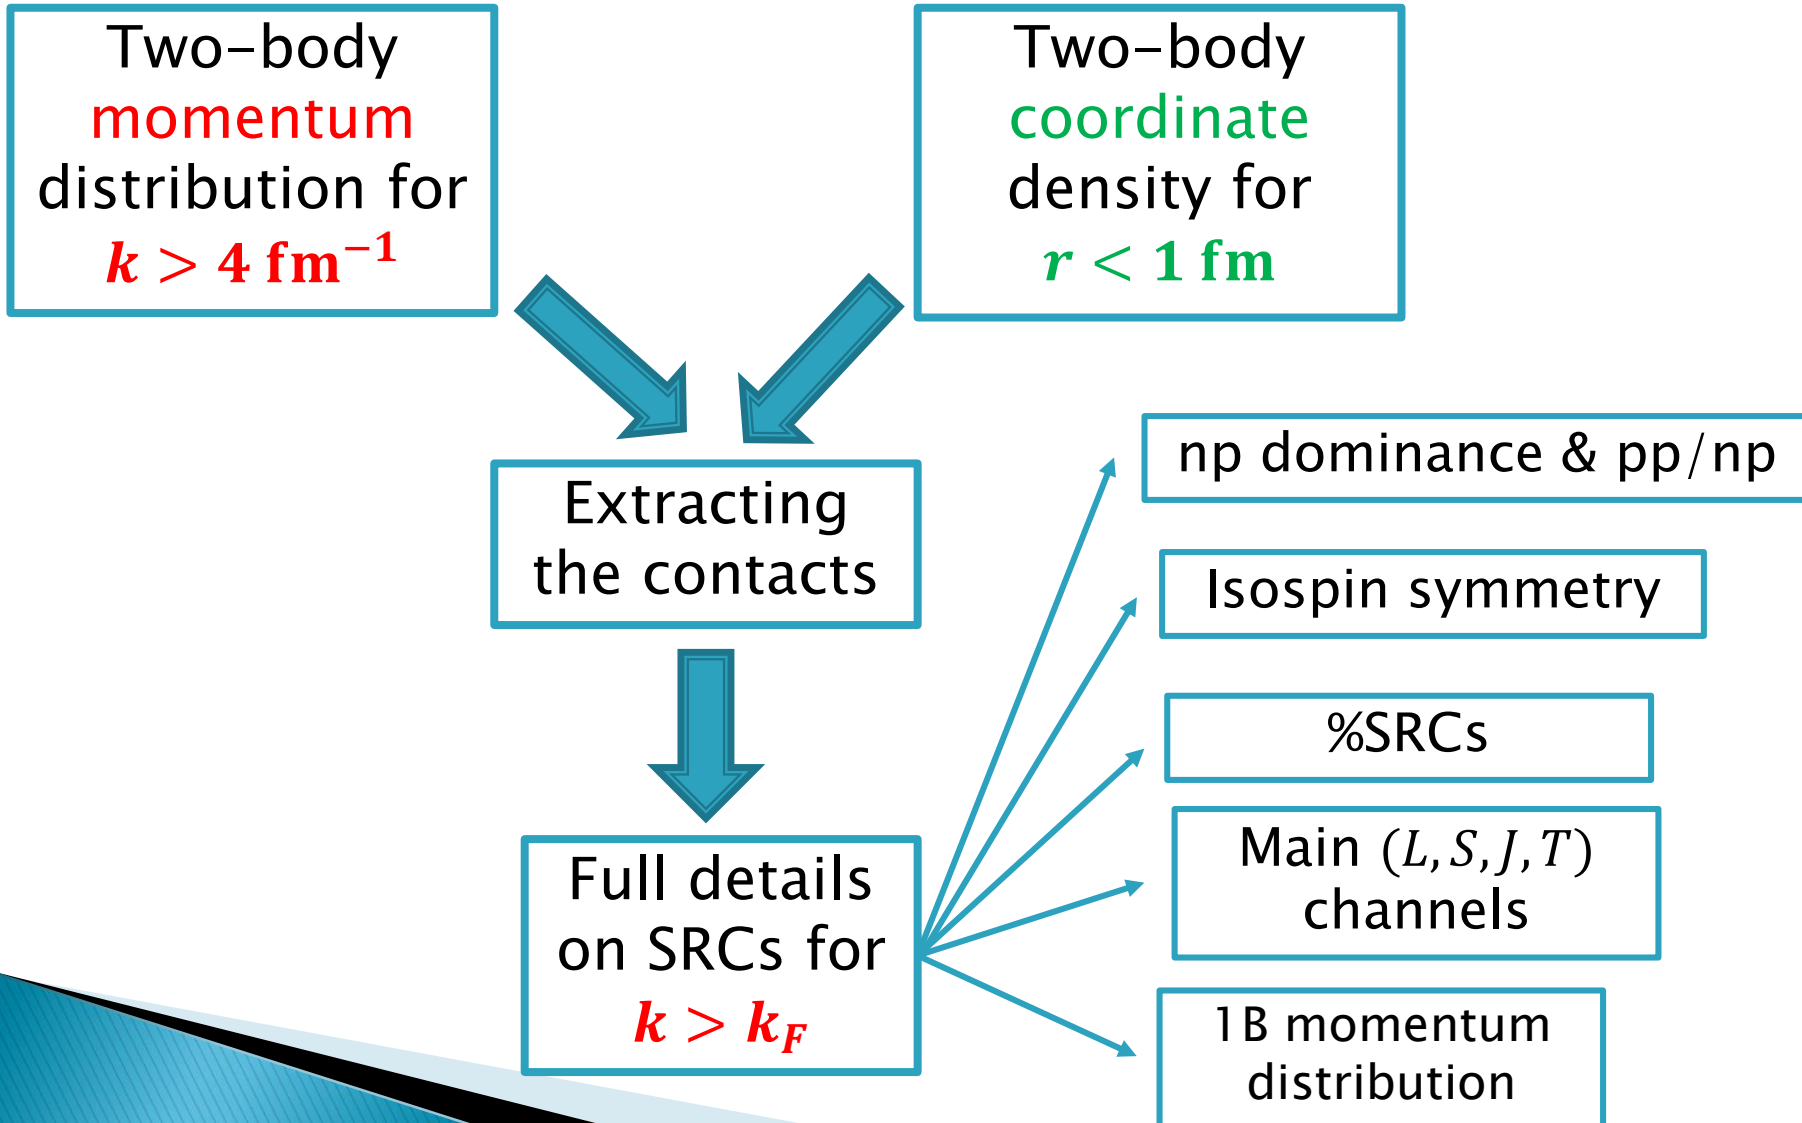 Two-body
momentum
distribution for
k > 4 fm⁻¹
Two-body
coordinate
density for
r < 1 fm
Extracting
the contacts
Full details
on SRCs for
k > k_F
np dominance & pp/np
Isospin symmetry
%SRCs
Main (L, S, J, T)
channels
1B momentum
distribution